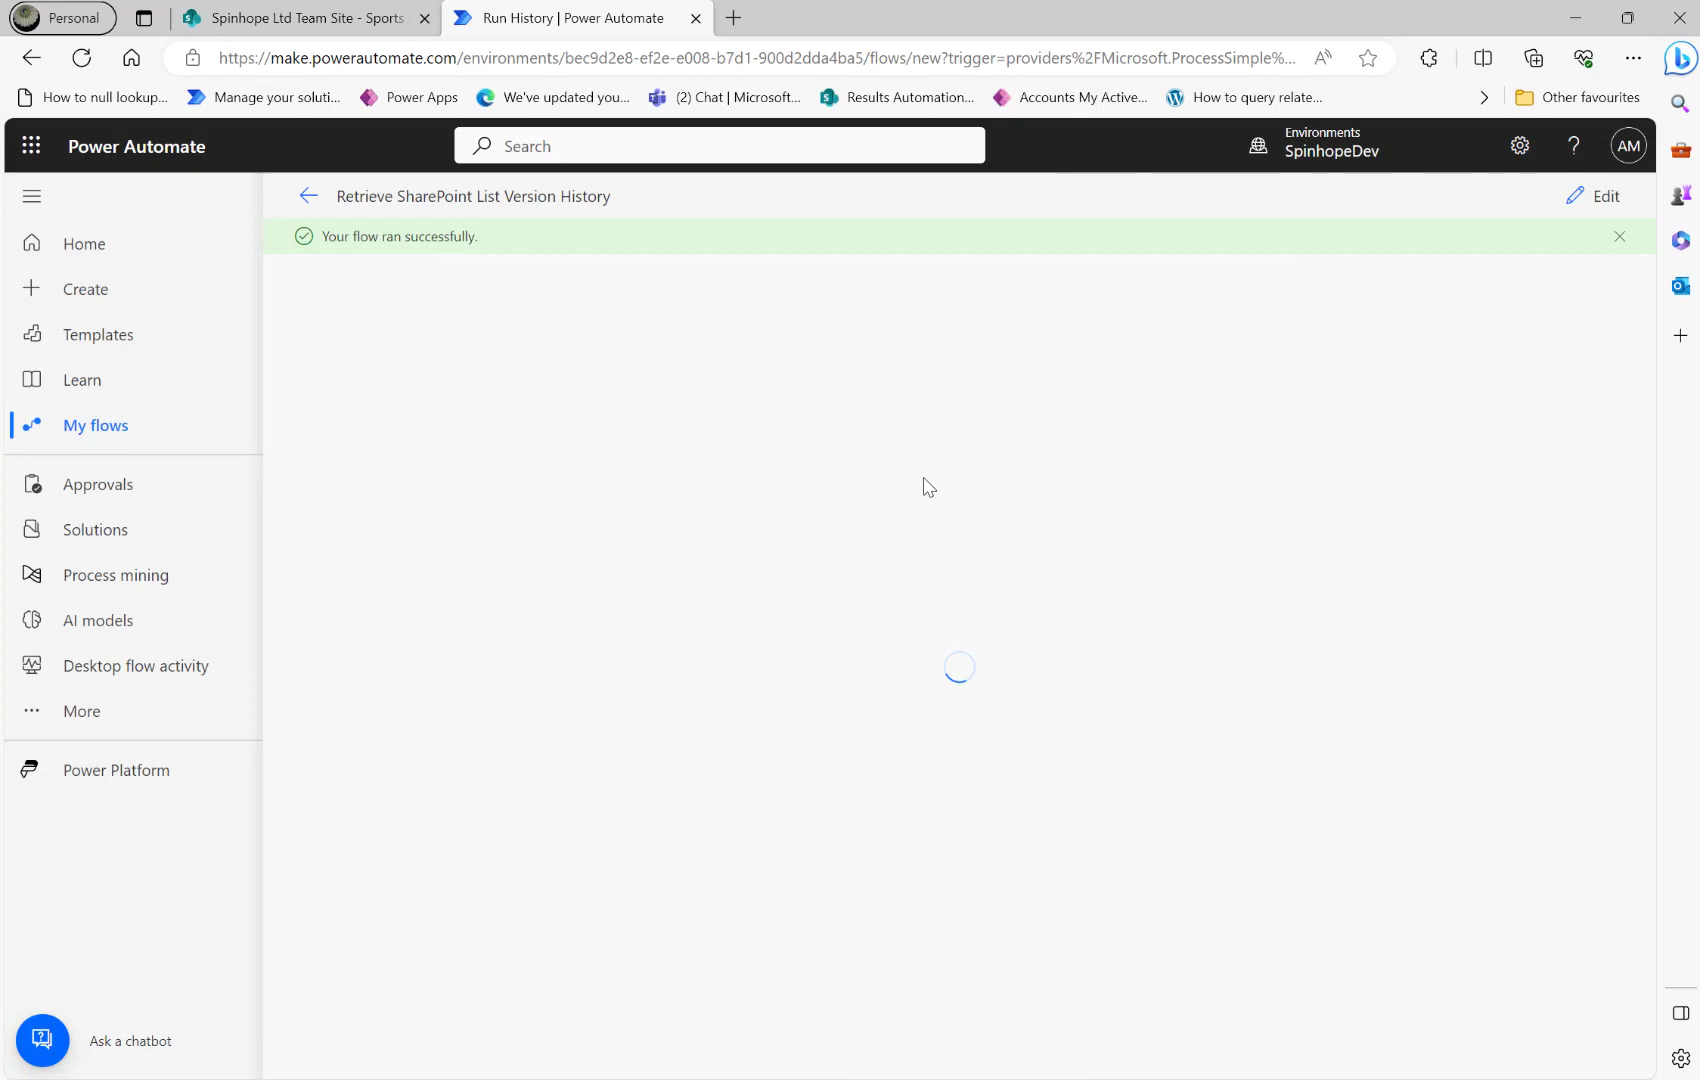 Personal
Spinhope Ltd Team Site - Sports
Run History | Power Automate
https://make.powerautomate.com/environments/bec9d2e8-ef2e-e008-b7d1-900d2dda4ba5/flows/new?trigger=providers%2FMicrosoft.ProcessSimple%...
How to null lookup...
Manage your soluti...
Power Apps
We've updated you...
(2) Chat | Microsoft...
Results Automation...
Accounts My Active...
How to query relate...
Other favourites
Power Automate
Search
Environments
SpinhopeDev
AM
Retrieve SharePoint List Version History
Edit
Your flow ran successfully.
Home
Create
Templates
Learn
My flows
Approvals
Solutions
Process mining
AI models
Desktop flow activity
More
Power Platform
Ask a chatbot